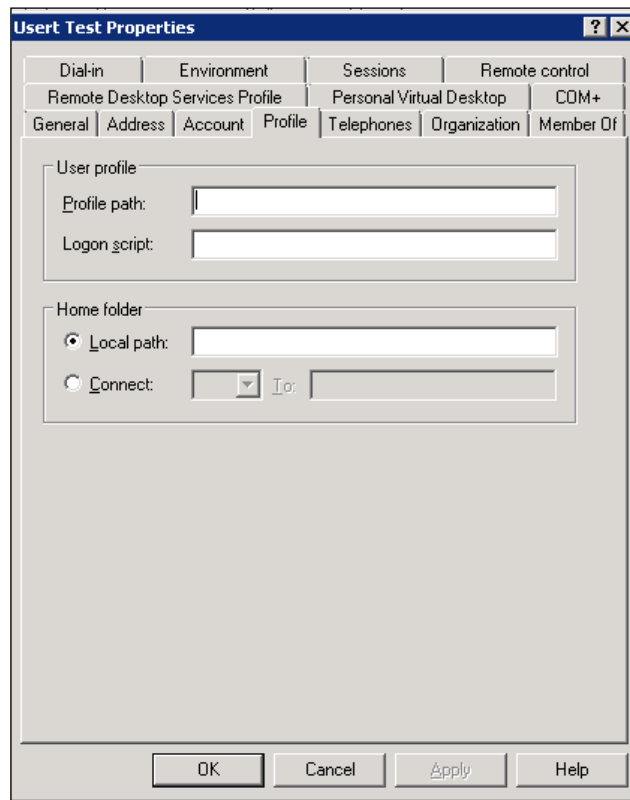 Usert Test Properties
Dial-in Environment Sessions Remote control
Remote Desktop Services Profile Personal Virtual Desktop COM+
General Address Account Profile Telephones Organization Member Of
User profile
Profile path:
Logon script:
Home folder
Local path:
Connect: To:
OK Cancel Apply Help